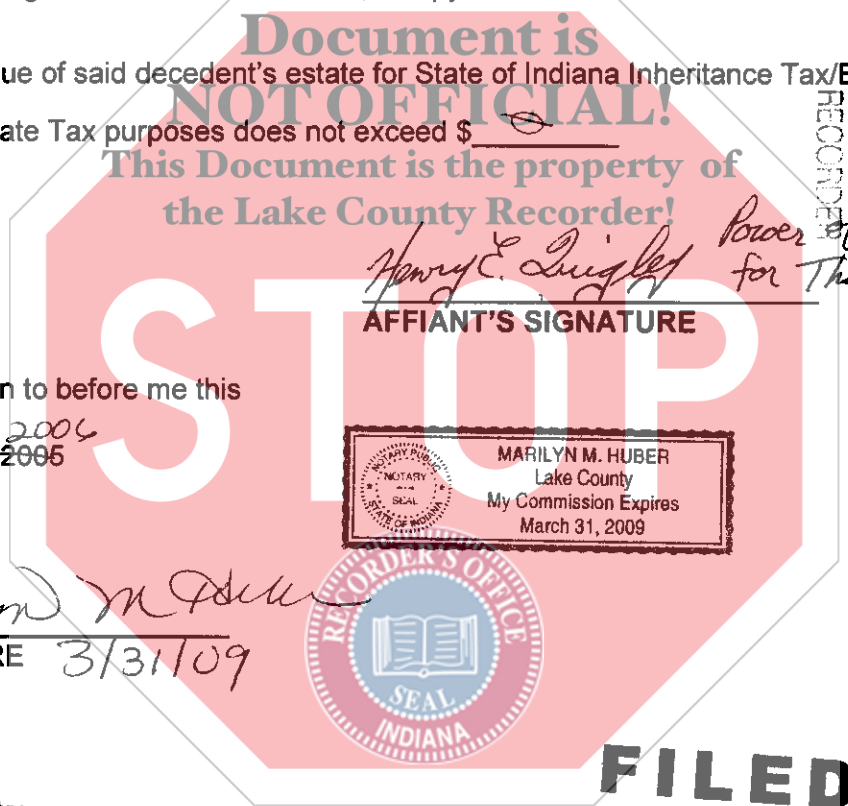 Document is
ue of said decedent's estate for State of Indiana Inheritance Tax/E
NOT OFFICIAL!
ate Tax purposes does not exceed $ 0
This Document is the property of
the Lake County Recorder!
RECORDER
Henry E. Quigley Power
for Th
AFFIANT'S SIGNATURE
STOP
n to before me this
2006
2005
NOTARY PUBLIC
NOTARY
SEAL
STATE OF INDIANA
MARILYN M. HUBER
Lake County
My Commission Expires
March 31, 2009
n M Huber
RE 3/31/09
RECORDER'S OFFICE
SEAL
INDIANA
FILED